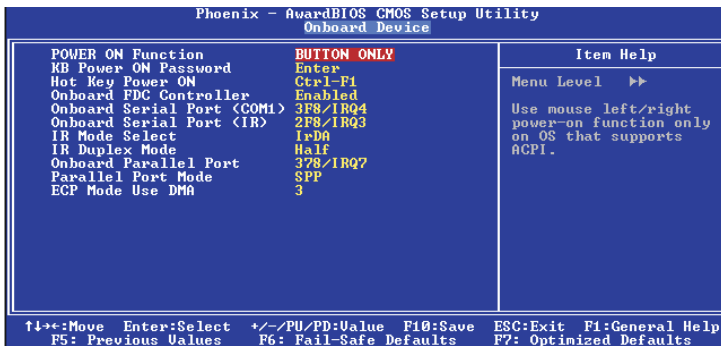 Phoenix - AwardBIOS CMOS Setup Utility
Onboard Device
POWER ON Function BUTTON ONLY
KB Power ON Password Enter
Hot Key Power ON Ctrl-F1
Onboard FDC Controller Enabled
Onboard Serial Port (COM1) 3F8/IRQ4
Onboard Serial Port (IR) 2F8/IRQ3
IR Mode Select IrDA
IR Duplex Mode Half
Onboard Parallel Port 378/IRQ7
Parallel Port Mode SPP
ECP Mode Use DMA 3
Item Help
Menu Level ▶▶
Use mouse left/right
power-on function only
on OS that supports
ACPI.
↑↓→←:Move Enter:Select +/-/PU/PD:Value F10:Save ESC:Exit F1:General Help
F5: Previous Values F6: Fail-Safe Defaults F7: Optimized Defaults